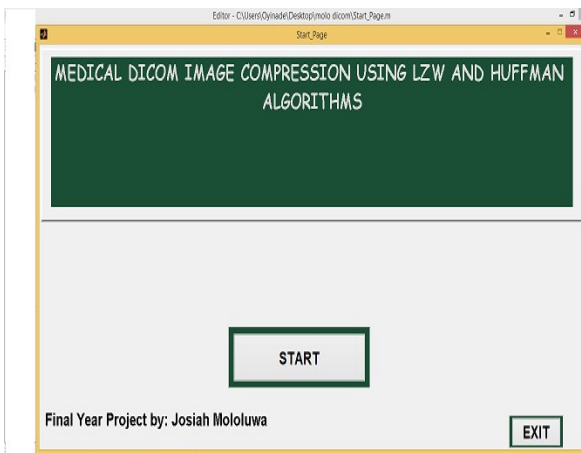 Editor - C:\Users\Oyinade\Desktop\molo dicom\Start_Page.m
Start_Page
MEDICAL DICOM IMAGE COMPRESSION USING LZW AND HUFFMAN
ALGORITHMS
START
Final Year Project by: Josiah Mololuwa
EXIT